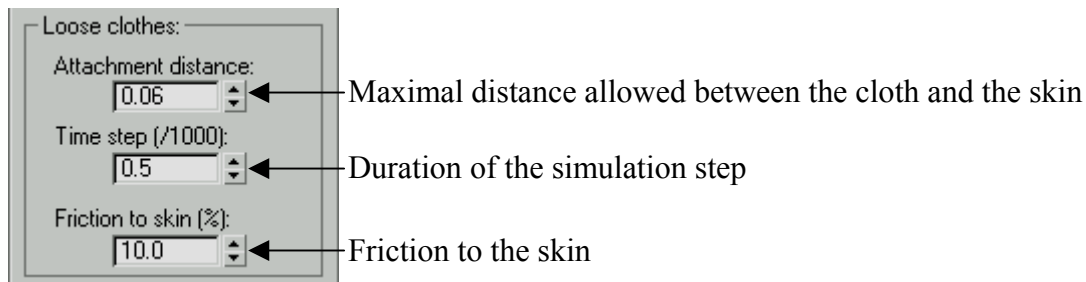 Loose clothes:
Attachment distance:
0.06
Maximal distance allowed between the cloth and the skin
Time step (/1000):
0.5
Duration of the simulation step
Friction to skin (%):
10.0
Friction to the skin